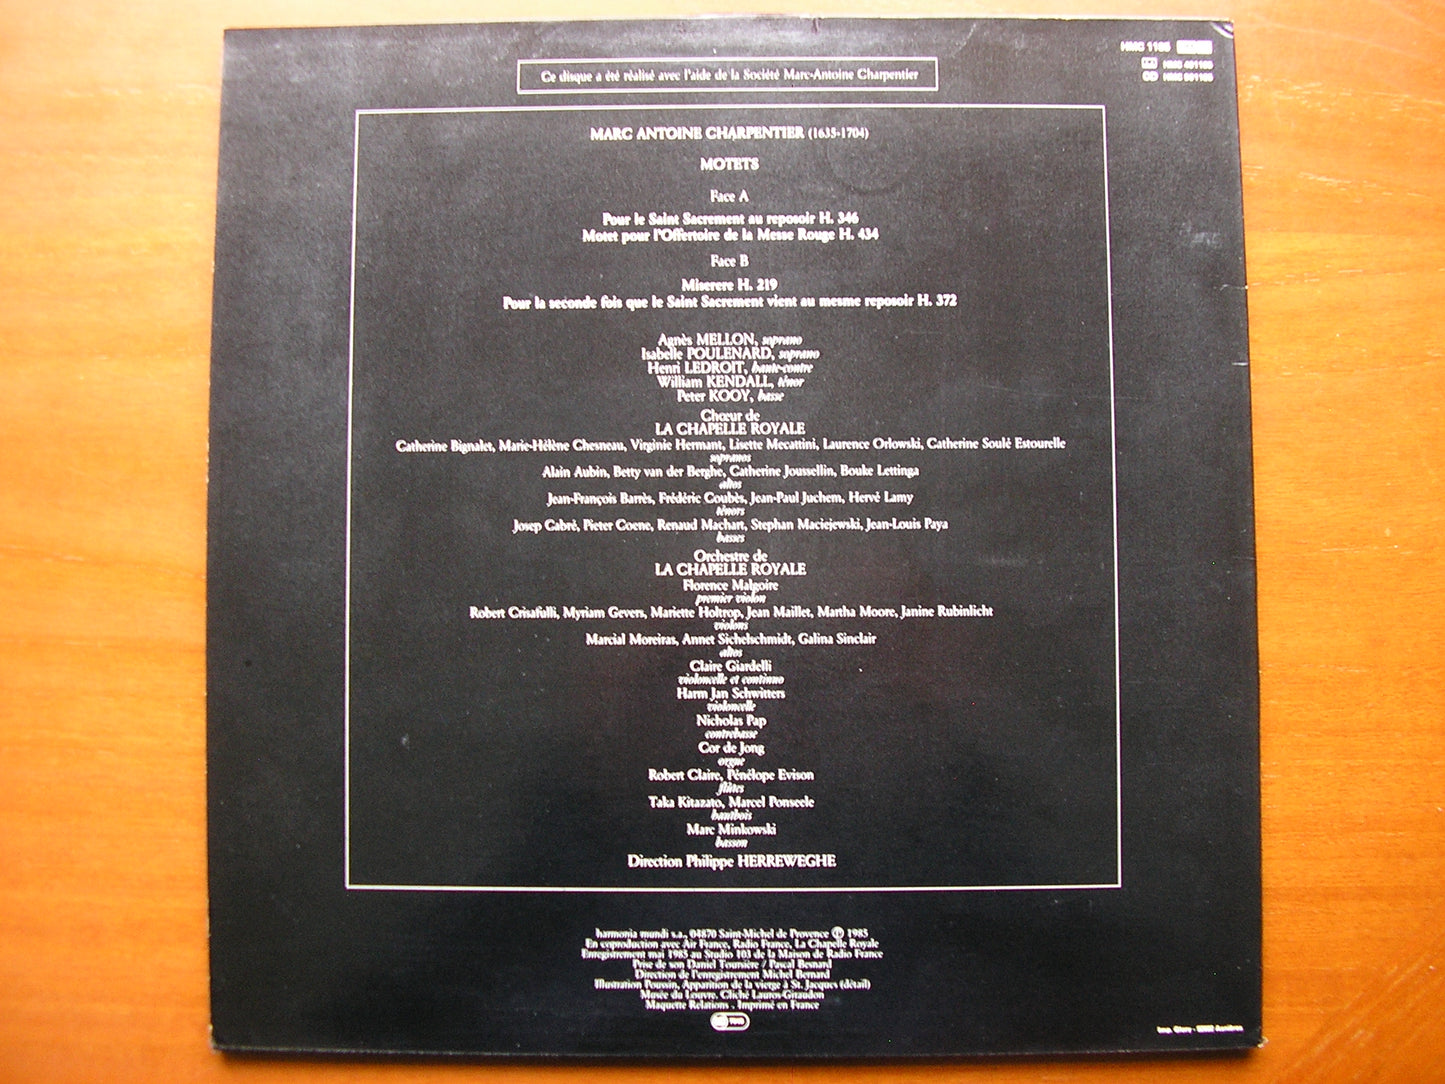 HMC 1185
HMC 401185
CD HMC 901185
Ce disque a été réalisé avec l'aide de la Société Marc-Antoine Charpentier
MARC ANTOINE CHARPENTIER (1635-1704)
MOTETS
Face A
Pour le Saint Sacrement au reposoir H. 346
Motet pour l'Offertoire de la Messe Rouge H. 434
Face B
Miserere H. 219
Pour la seconde fois que le Saint Sacrement vient au mesme reposoir H. 372
Agnès MELLON, soprano
Isabelle POULENARD, soprano
Henri LEDROIT, haute-contre
William KENDALL, ténor
Peter KOOY, basse
Chœur de
LA CHAPELLE ROYALE
Catherine Bignalet, Marie-Hélène Chesneau, Virginie Hermant, Lisette Mecattini, Laurence Orlowski, Catherine Soulé Estourelle
sopranos
Alain Aubin, Betty van der Berghe, Catherine Joussellin, Bouke Lettinga
altos
Jean-François Barrès, Frédéric Coubès, Jean-Paul Juchem, Hervé Lamy
ténors
Josep Cabré, Pieter Coene, Renaud Machart, Stephan Maciejewski, Jean-Louis Paya
basses
Orchestre de
LA CHAPELLE ROYALE
Florence Malgoire
premier violon
Robert Crisafulli, Myriam Gevers, Mariette Holtrop, Jean Maillet, Martha Moore, Janine Rubinlicht
violons
Marcial Moreiras, Annet Sichelschmidt, Galina Sinclair
altos
Claire Giardelli
violoncelle et continuo
Harm Jan Schwitters
violoncelle
Nicholas Pap
contrebasse
Cor de Jong
orgue
Robert Claire, Pénélope Evison
flûtes
Taka Kitazato, Marcel Ponseele
hautbois
Marc Minkowski
basson
Direction Philippe HERREWEGHE
harmonia mundi s.a., 04870 Saint-Michel de Provence ℗ 1985
En coproduction avec Air France, Radio France, La Chapelle Royale
Enregistrement mai 1985 au Studio 103 de la Maison de Radio France
Prise de son Daniel Toursière / Pascal Besnard
Direction de l'enregistrement Michel Bernard
Illustration Poussin, Apparition de la vierge à St. Jacques (détail)
Musée du Louvre. Cliché Lauros-Giraudon
Maquette Relations . Imprimé en France
Imp. Glory - Asnières